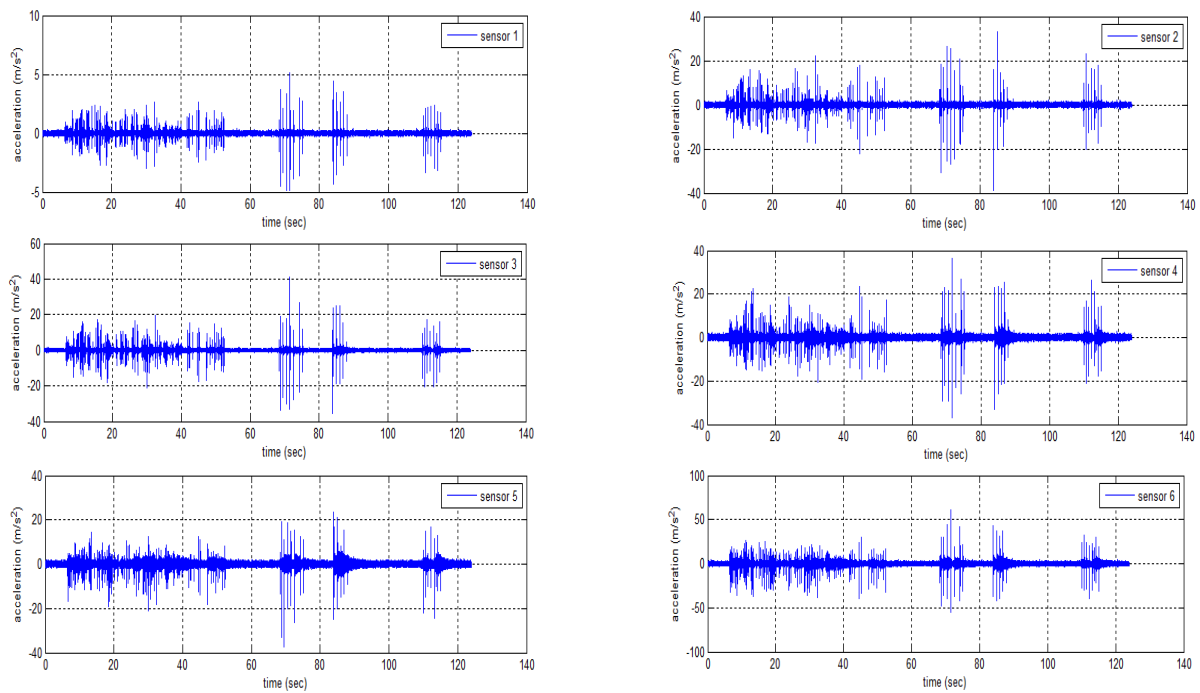 10
5
0
-5
acceleration (m/s²)
sensor 1
0 20 40 60 80 100 120 140
time (sec)
40
20
0
-20
-40
acceleration (m/s²)
sensor 2
0 20 40 60 80 100 120 140
time (sec)
60
40
20
0
-20
-40
acceleration (m/s²)
sensor 3
0 20 40 60 80 100 120 140
time (sec)
40
20
0
-20
-40
acceleration (m/s²)
sensor 4
0 20 40 60 80 100 120 140
time (sec)
40
20
0
-20
-40
acceleration (m/s²)
sensor 5
0 20 40 60 80 100 120 140
time (sec)
100
50
0
-50
-100
acceleration (m/s²)
sensor 6
0 20 40 60 80 100 120 140
time (sec)